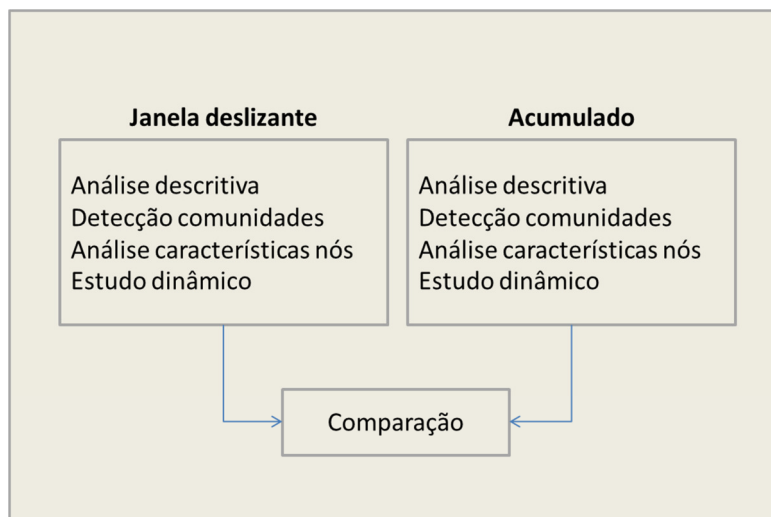 Janela deslizante
Análise descritiva
Detecção comunidades
Análise características nós
Estudo dinâmico
Acumulado
Análise descritiva
Detecção comunidades
Análise características nós
Estudo dinâmico
Comparação